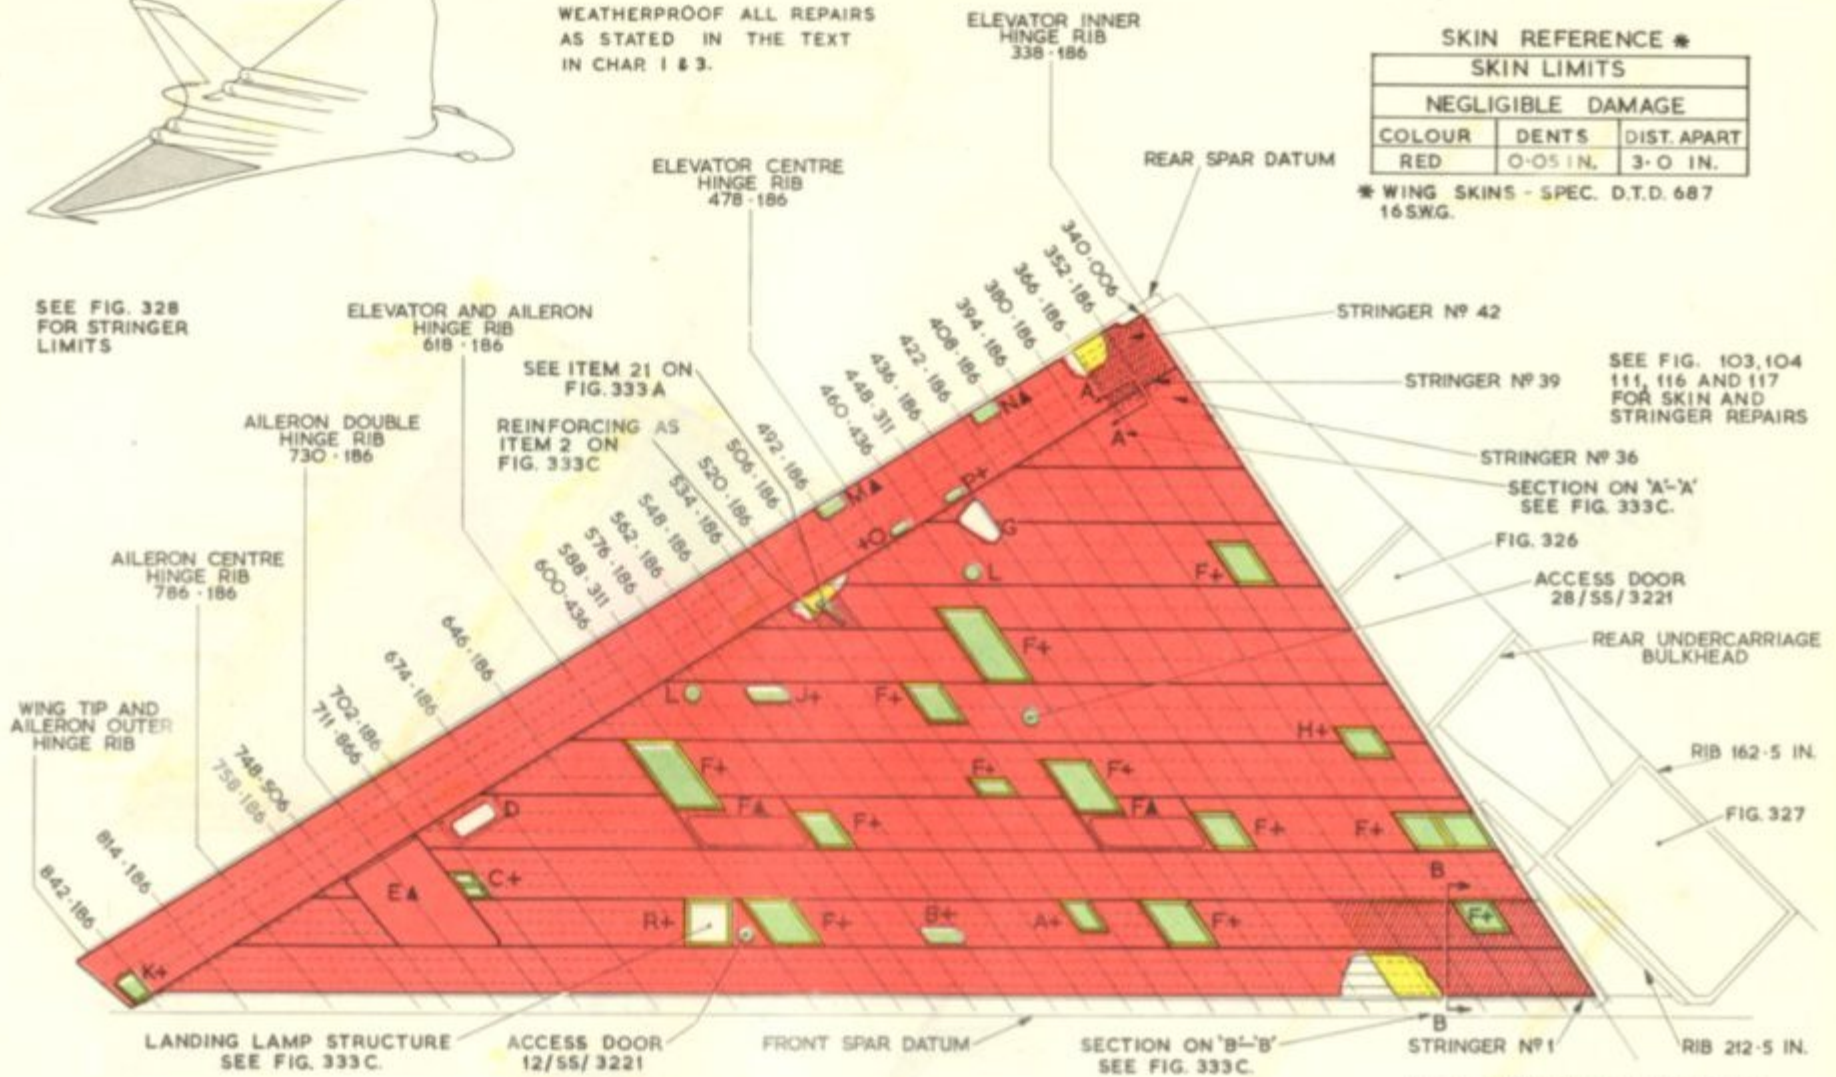 WEATHERPROOF ALL REPAIRS
AS STATED IN THE TEXT
IN CHAR 1 & 3.
ELEVATOR INNER
HINGE RIB
338·186
SKIN REFERENCE *
SKIN LIMITS
NEGLIGIBLE DAMAGE
COLOUR DENTS DIST. APART
RED 0·05 IN. 3·0 IN.
* WING SKINS - SPEC. D.T.D. 687
16 S.W.G.
REAR SPAR DATUM
ELEVATOR CENTRE
HINGE RIB
478·186
SEE FIG. 328
FOR STRINGER
LIMITS
ELEVATOR AND AILERON
HINGE RIB
618·186
SEE ITEM 21 ON
FIG. 333A
REINFORCING AS
ITEM 2 ON
FIG. 333C
AILERON DOUBLE
HINGE RIB
730·186
AILERON CENTRE
HINGE RIB
786·186
WING TIP AND
AILERON OUTER
HINGE RIB
340·006
352·186
366·186
380·186
394·186
408·186
422·186
436·186
448·311
460·436
492·186
506·186
520·186
534·186
548·186
562·186
576·186
588·311
600·436
646·186
674·186
702·186
711·866
748·506
758·186
814·186
842·186
STRINGER Nº 42
STRINGER Nº 39
SEE FIG. 103, 104
111, 116 AND 117
FOR SKIN AND
STRINGER REPAIRS
STRINGER Nº 36
SECTION ON 'A'-'A'
SEE FIG. 333C.
FIG. 326
ACCESS DOOR
28/SS/3221
REAR UNDERCARRIAGE
BULKHEAD
RIB 162·5 IN.
FIG. 327
RIB 212·5 IN.
A
A
N▲
M▲
P+
+O
G
L
F+
F+
L
J+
F+
H+
F+
F+
F+
D
F▲
F+
F▲
F+
F+
E▲
C+
B
R+
F+
B+
A+
F+
F+
K+
B
LANDING LAMP STRUCTURE
SEE FIG. 333C.
ACCESS DOOR
12/SS/3221
FRONT SPAR DATUM
SECTION ON 'B'-'B'
SEE FIG. 333C.
STRINGER Nº 1